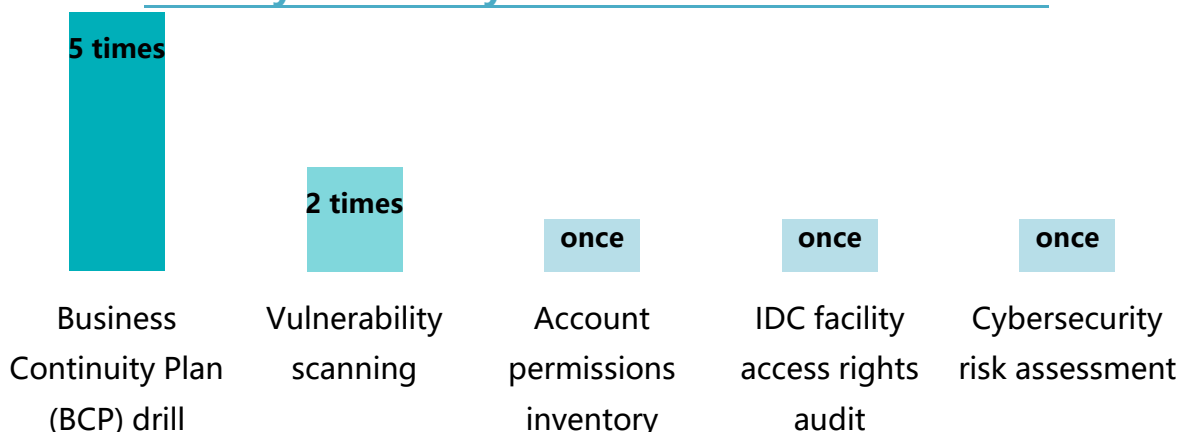 5 times
2 times
once
once
once
Business
Continuity Plan
(BCP) drill
Vulnerability
scanning
Account
permissions
inventory
IDC facility
access rights
audit
Cybersecurity
risk assessment